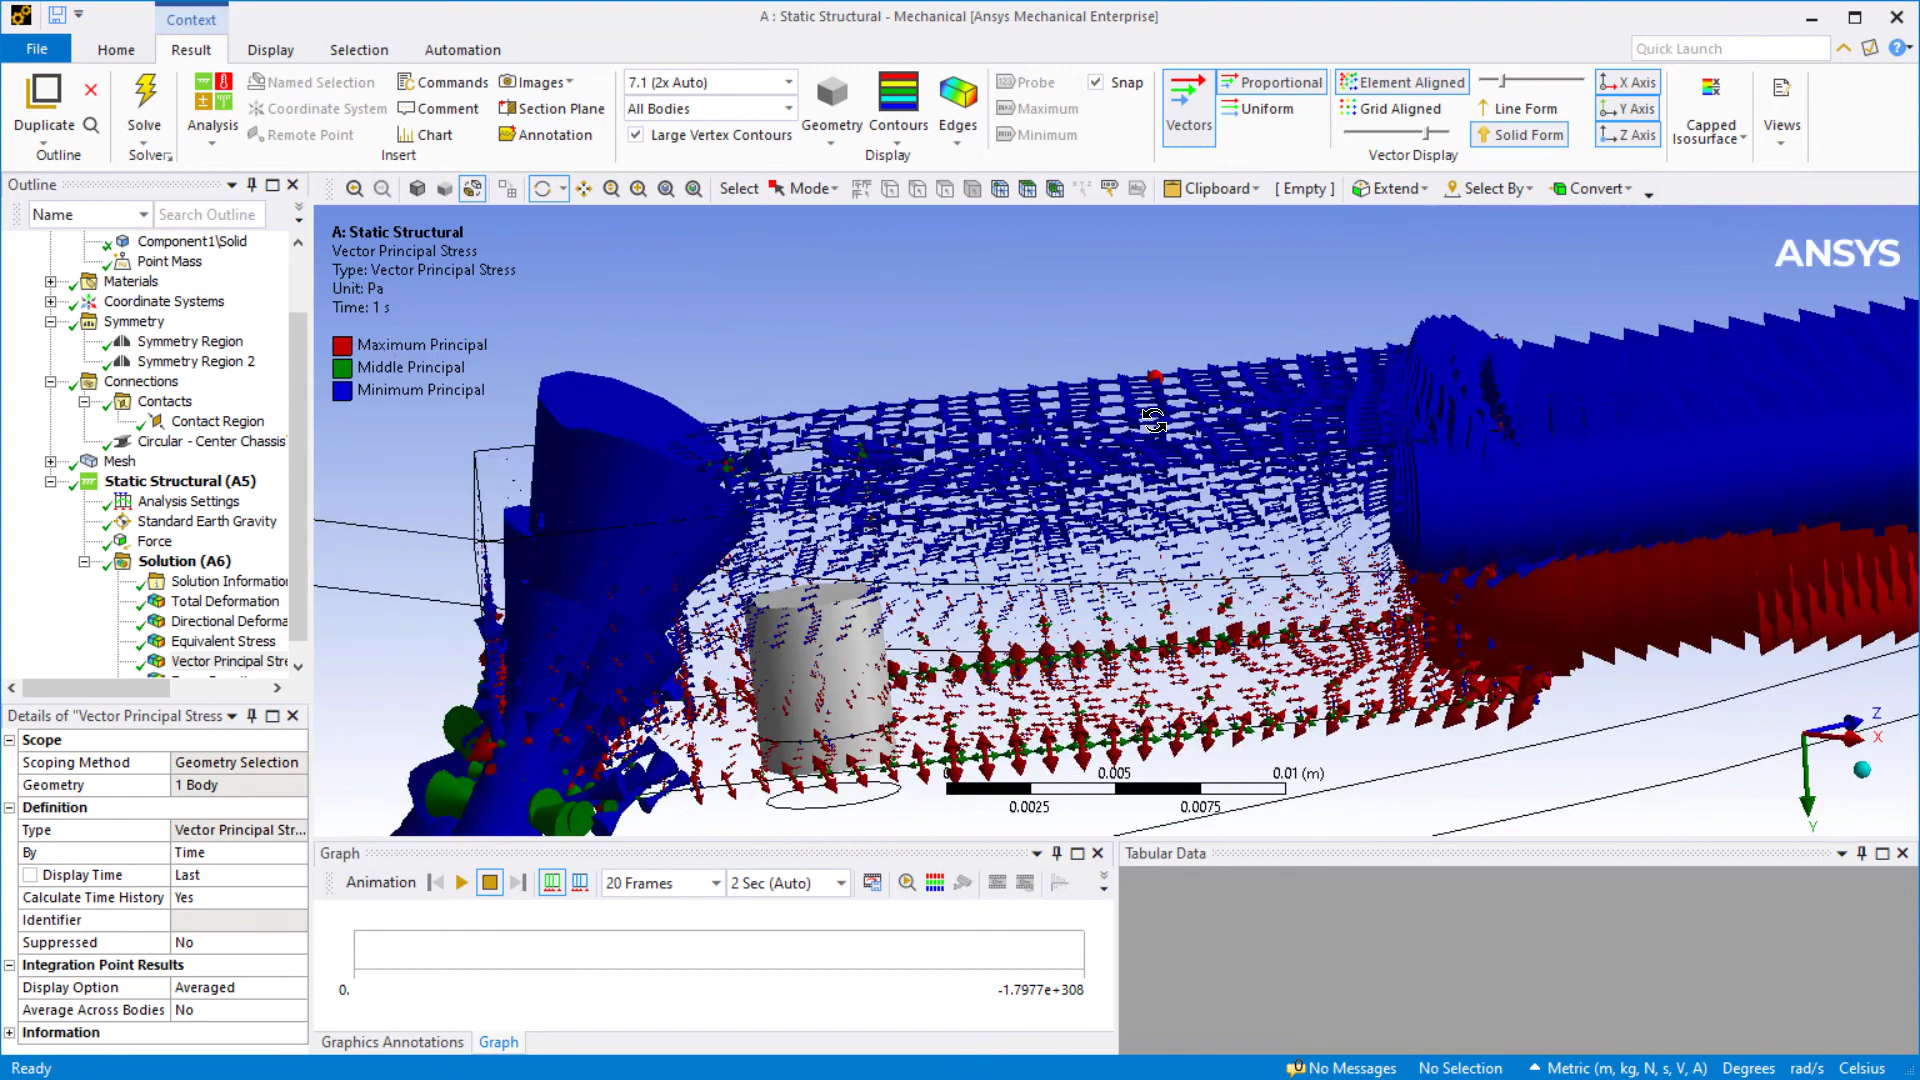 Context
A : Static Structural - Mechanical [Ansys Mechanical Enterprise]
File
Home
Result
Display
Selection
Automation
Quick Launch
Duplicate
Outline
Solve
Solver
Analysis
Named Selection
Coordinate System
Remote Point
Commands
Comment
Chart
Images
Section Plane
Annotation
Insert
7.1 (2x Auto)
All Bodies
Large Vertex Contours
Geometry
Contours
Edges
Display
Probe
Maximum
Minimum
Snap
Vectors
Proportional
Uniform
Element Aligned
Grid Aligned
Line Form
Solid Form
X Axis
Y Axis
Z Axis
Vector Display
Capped
Isosurface
Views
Outline
Select
Mode
Clipboard
[ Empty ]
Extend
Select By
Convert
Name
Search Outline
Component1\Solid
Point Mass
Materials
Coordinate Systems
Symmetry
Symmetry Region
Symmetry Region 2
Connections
Contacts
Contact Region
Circular - Center Chassis
Mesh
Static Structural (A5)
Analysis Settings
Standard Earth Gravity
Force
Solution (A6)
Solution Informatio
Total Deformation
Directional Deforma
Equivalent Stress
Vector Principal Stre
A: Static Structural
Vector Principal Stress
Type: Vector Principal Stress
Unit: Pa
Time: 1 s
Maximum Principal
Middle Principal
Minimum Principal
ANSYS
0
0.005
0.01 (m)
0.0025
0.0075
Z
X
Y
Details of "Vector Principal Stress
Scope
Scoping Method Geometry Selection
Geometry 1 Body
Definition
Type Vector Principal Str...
By Time
Display Time Last
Calculate Time History Yes
Identifier
Suppressed No
Integration Point Results
Display Option Averaged
Average Across Bodies No
Information
Graph
Animation
20 Frames
2 Sec (Auto)
0.
-1.7977e+308
Graphics Annotations
Graph
Tabular Data
Ready
No Messages
No Selection
Metric (m, kg, N, s, V, A)
Degrees
rad/s
Celsius